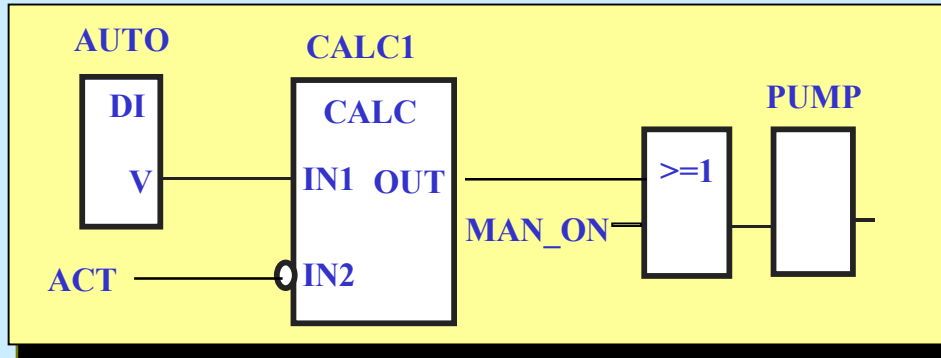 AUTO
CALC1
PUMP
DI
CALC
V
IN1 OUT
>=1
MAN_ON
ACT
IN2